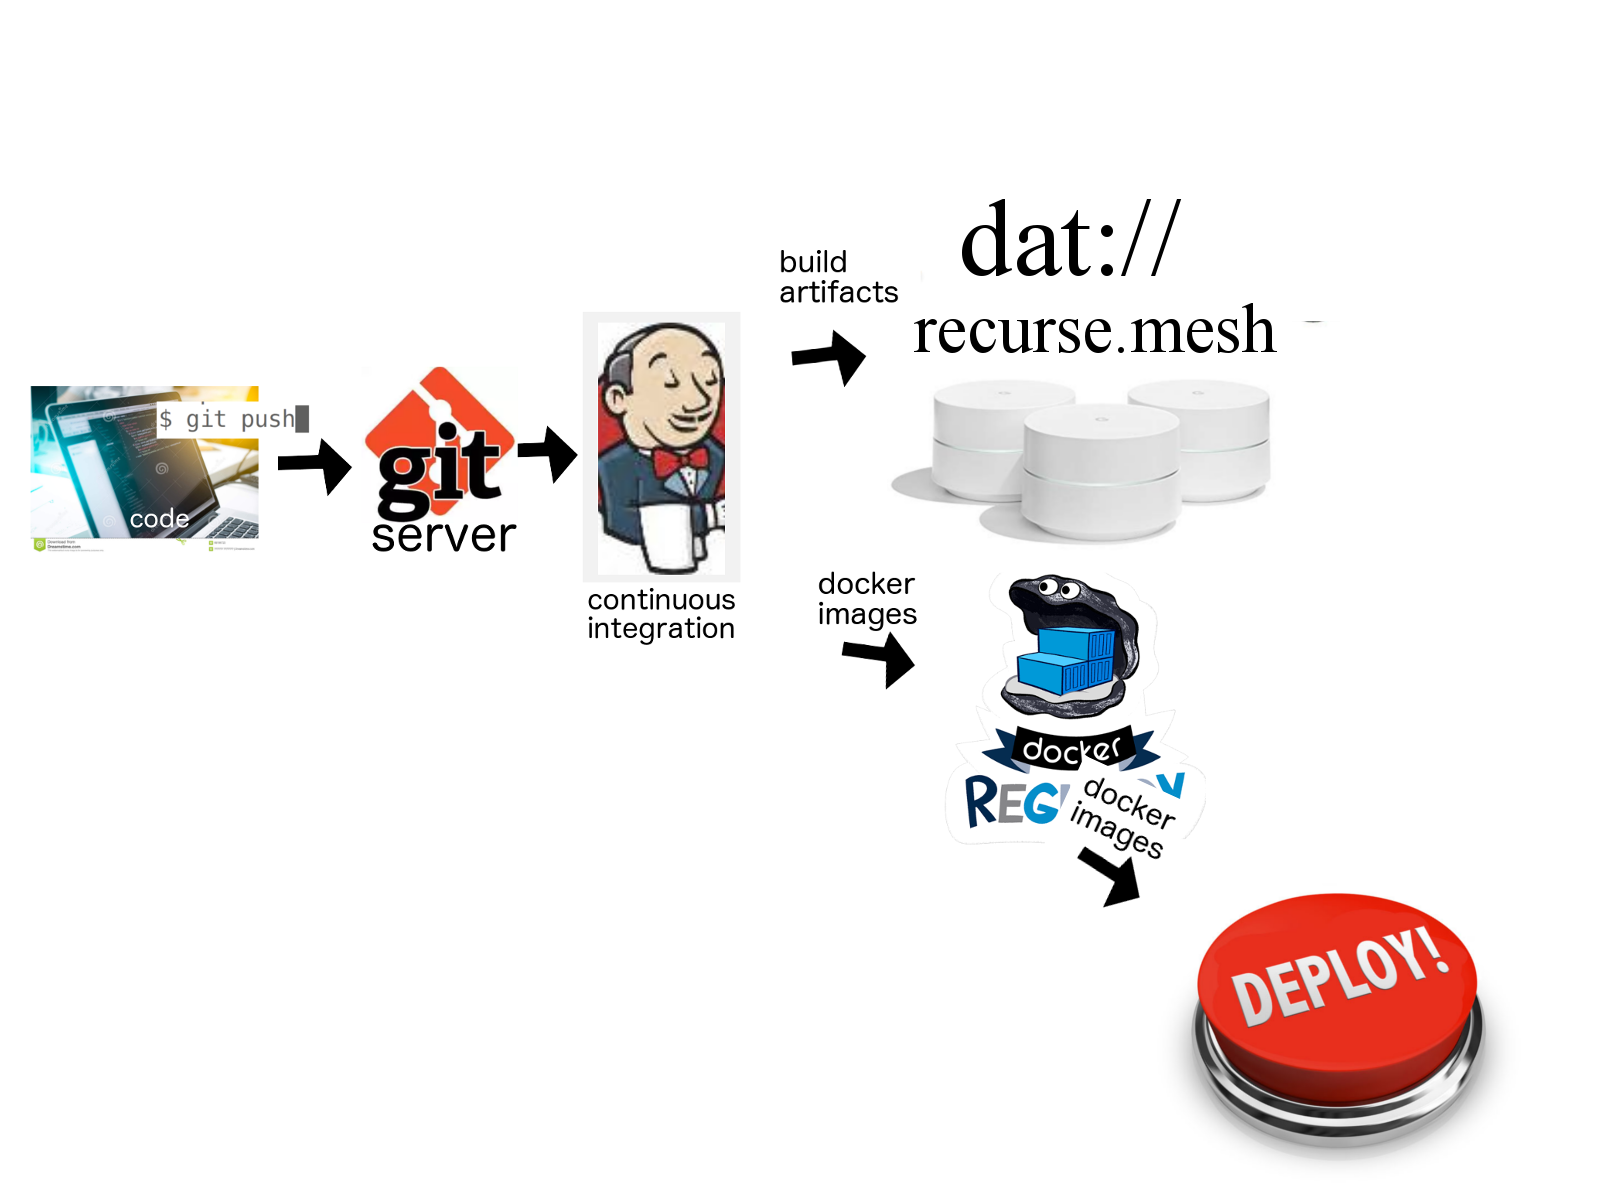 $ git push
code
git
server
continuous
integration
build
artifacts
dat://
recurse.mesh
docker
images
docker
REG
docker
images
DEPLOY!